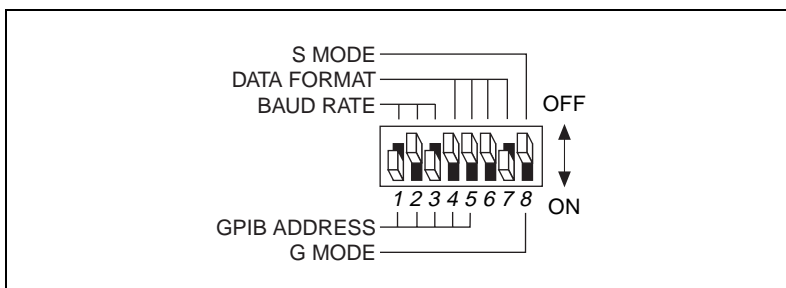 S MODE
DATA FORMAT
BAUD RATE
OFF
1 2 3 4 5 6 7 8
ON
GPIB ADDRESS
G MODE